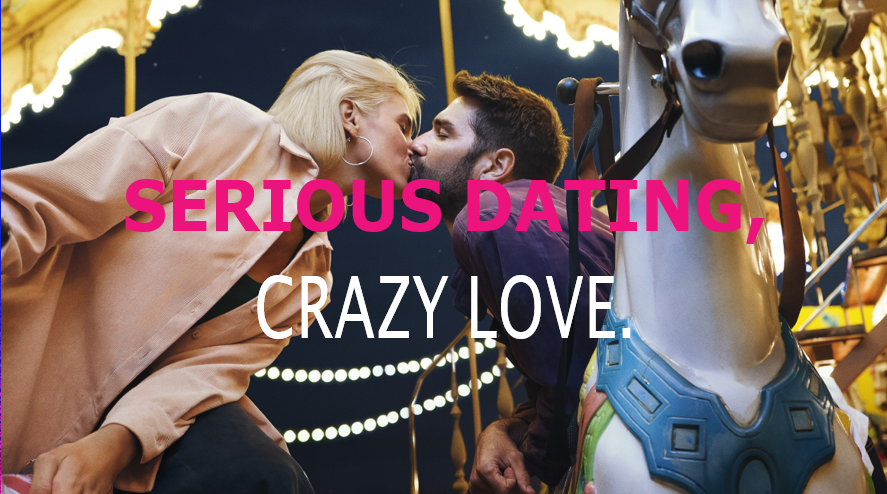 SERIOUS DATING,
CRAZY LOVE.